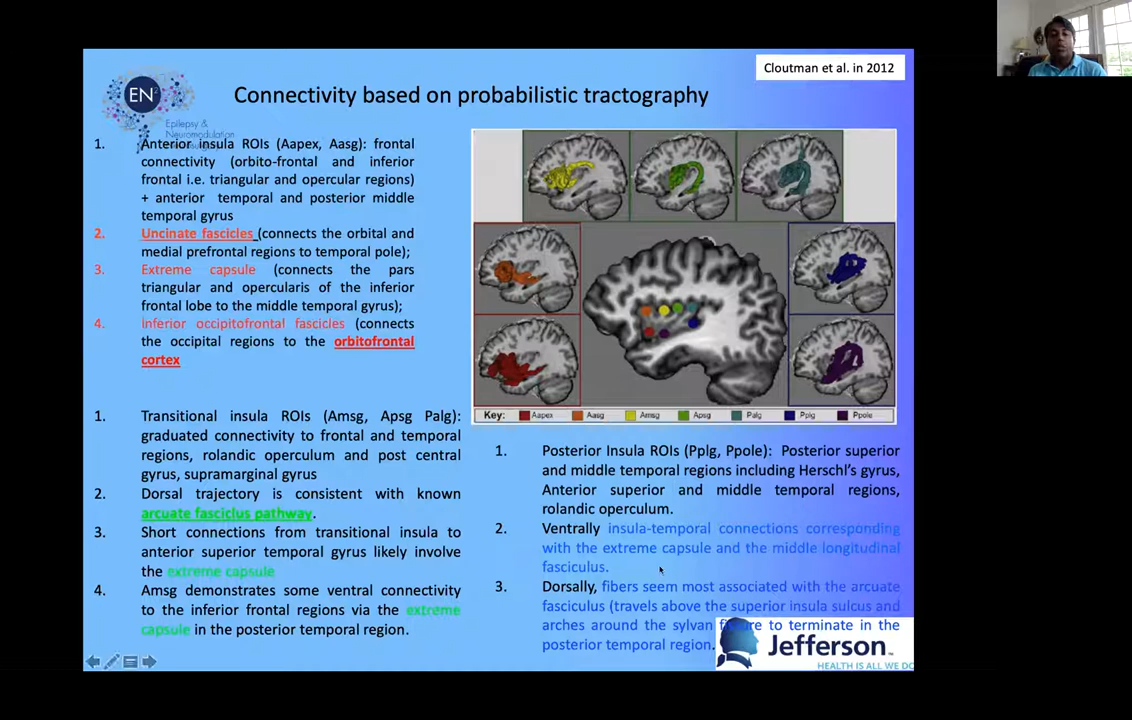 Cloutman et al. in 2012
EN²
Epilepsy &
Neuromodulation
Connectivity based on probabilistic tractography
1. Anterior insula ROIs (Aapex, Aasg): frontal
connectivity (orbito-frontal and inferior
frontal i.e. triangular and opercular regions)
+ anterior temporal and posterior middle
temporal gyrus
2. Uncinate fascicles (connects the orbital and
medial prefrontal regions to temporal pole);
3. Extreme capsule (connects the pars
triangular and opercularis of the inferior
frontal lobe to the middle temporal gyrus);
4. Inferior occipitofrontal fascicles (connects
the occipital regions to the orbitofrontal
cortex
1. Transitional insula ROIs (Amsg, Apsg Palg):
graduated connectivity to frontal and temporal
regions, rolandic operculum and post central
gyrus, supramarginal gyrus
2. Dorsal trajectory is consistent with known
arcuate fasciclus pathway.
3. Short connections from transitional insula to
anterior superior temporal gyrus likely involve
the extreme capsule
4. Amsg demonstrates some ventral connectivity
to the inferior frontal regions via the extreme
capsule in the posterior temporal region.
Key: Aapex Aasg Amsg Apsg Palg Pplg Ppole
1. Posterior Insula ROIs (Pplg, Ppole): Posterior superior
and middle temporal regions including Herschl's gyrus,
Anterior superior and middle temporal regions,
rolandic operculum.
2. Ventrally insula-temporal connections corresponding
with the extreme capsule and the middle longitudinal
fasciculus.
3. Dorsally, fibers seem most associated with the arcuate
fasciculus (travels above the superior insula sulcus and
arches around the sylvan to terminate in the
posterior temporal region.
Jefferson
HEALTH IS ALL WE DO